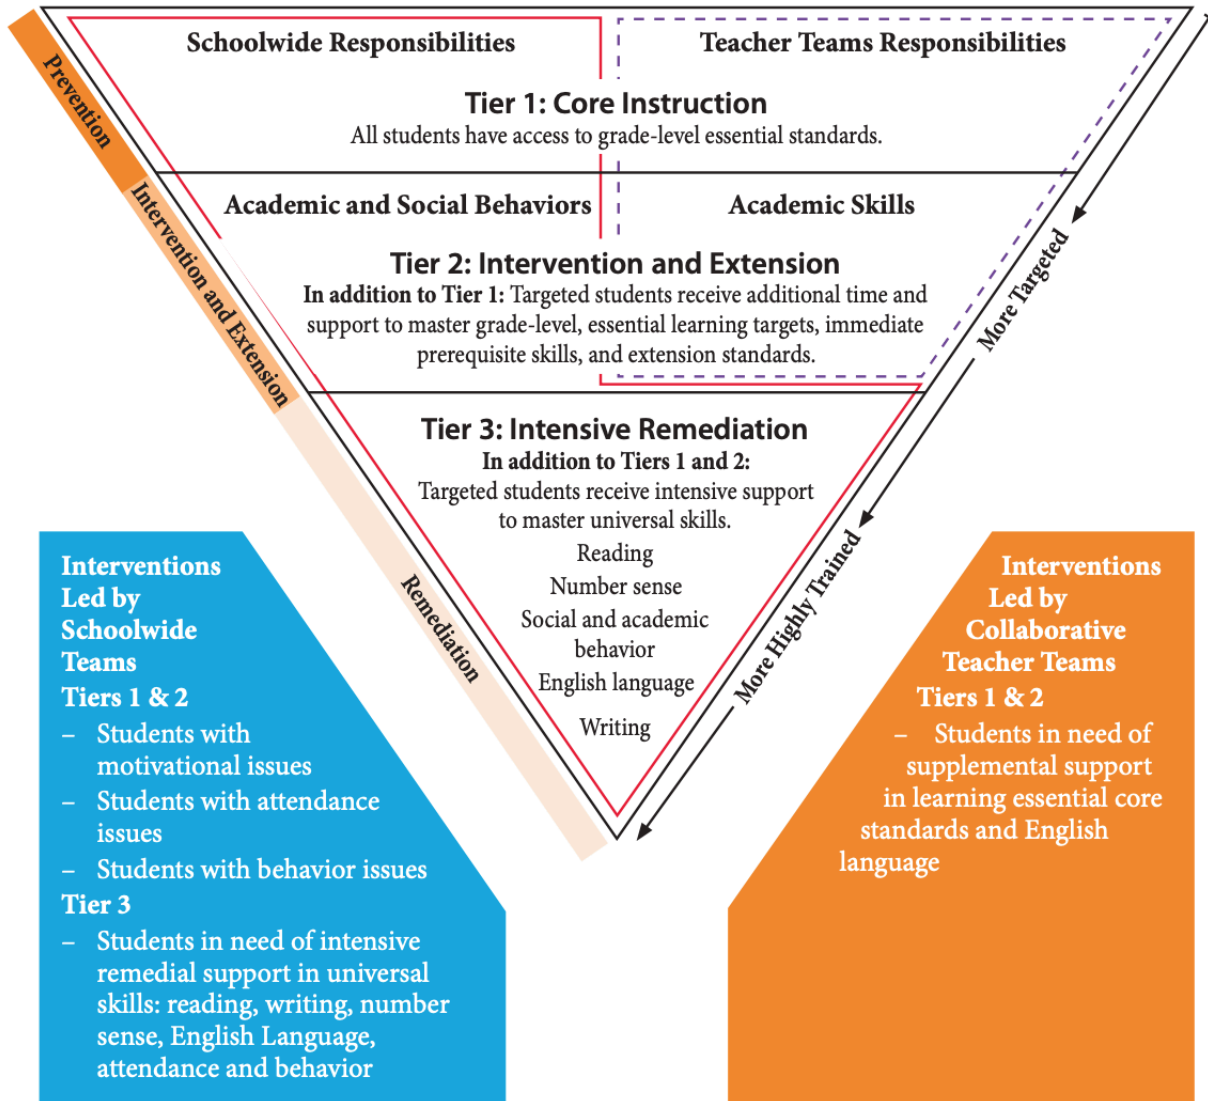 Schoolwide Responsibilities
Teacher Teams Responsibilities
Tier 1: Core Instruction
All students have access to grade-level essential standards.
Academic and Social Behaviors
Academic Skills
Tier 2: Intervention and Extension
In addition to Tier 1: Targeted students receive additional time and
support to master grade-level, essential learning targets, immediate
prerequisite skills, and extension standards.
Tier 3: Intensive Remediation
In addition to Tiers 1 and 2:
Targeted students receive intensive support
to master universal skills.
Reading
Number sense
Social and academic
behavior
English language
Writing
Prevention
Intervention and Extension
Remediation
More Targeted
More Highly Trained
Interventions
Led by
Schoolwide
Teams
Tiers 1 & 2
– Students with
motivational issues
– Students with attendance
issues
– Students with behavior issues
Tier 3
– Students in need of intensive
remedial support in universal
skills: reading, writing, number
sense, English Language,
attendance and behavior
Interventions
Led by
Collaborative
Teacher Teams
Tiers 1 & 2
– Students in need of
supplemental support
in learning essential core
standards and English
language